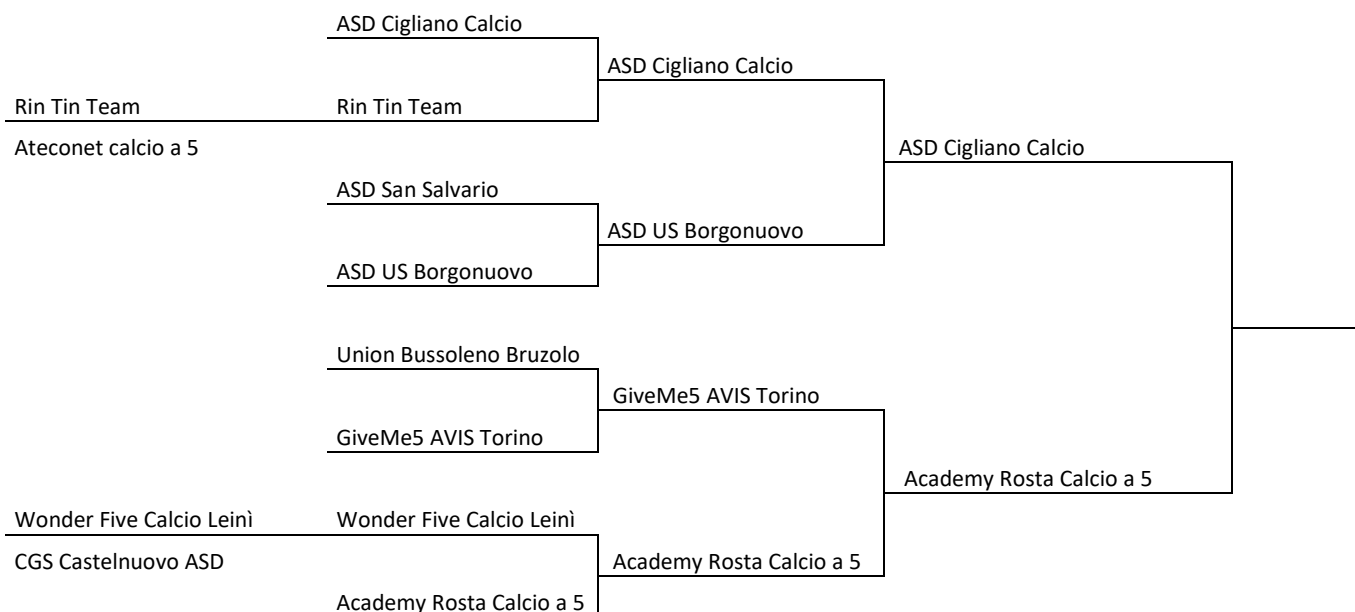 ASD Cigliano Calcio
ASD Cigliano Calcio
Rin Tin Team
Rin Tin Team
Ateconet calcio a 5
ASD Cigliano Calcio
ASD San Salvario
ASD US Borgonuovo
ASD US Borgonuovo
Union Bussoleno Bruzolo
GiveMe5 AVIS Torino
GiveMe5 AVIS Torino
Academy Rosta Calcio a 5
Wonder Five Calcio Leinì
Wonder Five Calcio Leinì
CGS Castelnuovo ASD
Academy Rosta Calcio a 5
Academy Rosta Calcio a 5